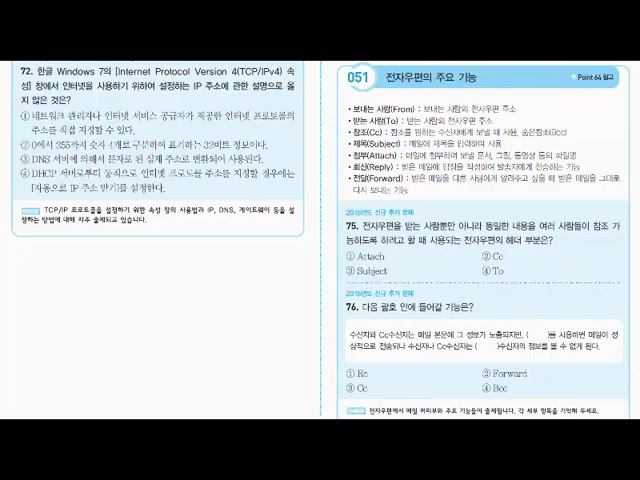 72. 한글 Windows 7의 [Internet Protocol Version 4(TCP/IPv4) 속
성] 창에서 인터넷을 사용하기 위하여 설정하는 IP 주소에 관한 설명으로 옳
지 않은 것은?
① 네트워크 관리자나 인터넷 서비스 공급자가 제공한 인터넷 프로토콜의
주소를 직접 지정할 수 있다.
② 0에서 255까지 숫자 4개로 구분하여 표기하는 32비트 정보이다.
③ DNS 서버에 의해서 문자로 된 실제 주소로 변환되어 사용된다.
④ DHCP 서버로부터 동적으로 인터넷 프로토콜 주소를 지정할 경우에는
[자동으로 IP 주소 받기]를 설정한다.
CHECK TCP/IP 프로토콜을 설정하기 위한 속성 창의 사용법과 IP, DNS, 게이트웨이 등을 설
정하는 방법에 대해 자주 출제되고 있습니다.
051 전자우편의 주요 기능 Point 64 참고
• 보내는 사람(From) : 보내는 사람의 전자우편 주소
• 받는 사람(To) : 받는 사람의 전자우편 주소
• 참조(Cc) : 참조를 원하는 수신자에게 보낼 때 사용, 숨은참조(Bcc)
• 제목(Subject) : 메일에 제목을 입력하여 사용
• 첨부(Attach) : 메일에 첨부하여 보낼 문서, 그림, 동영상 등의 파일명
• 회신(Reply) : 받은 메일에 답장을 작성하여 발송자에게 전송하는 기능
• 전달(Forward) : 받은 메일을 다른 사람에게 알려주고 싶을 때 받은 메일을 그대로
다시 보내는 기능
2015년도 신규 추가 문제
75. 전자우편을 받는 사람뿐만 아니라 동일한 내용을 여러 사람들이 참조 가
능하도록 하려고 할 때 사용되는 전자우편의 헤더 부분은?
① Attach ② Cc
③ Subject ④ To
2015년도 신규 추가 문제
76. 다음 괄호 안에 들어갈 기능은?
수신자와 Cc수신자는 메일 본문에 그 정보가 노출되지만, ( )를 사용하면 메일이 정
상적으로 전송되나 수신자나 Cc수신자는 ( )수신자의 정보를 볼 수 없게 된다.
① Rc ② Forward
③ Cc ④ Bcc
CHECK 전자우편에서 메일 머리부와 주요 기능들이 출제됩니다. 각 세부 항목을 기억해 두세요.